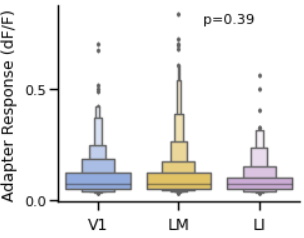 Adapter Response (dF/F)
p=0.39
0.5
0.0
V1 LM LI